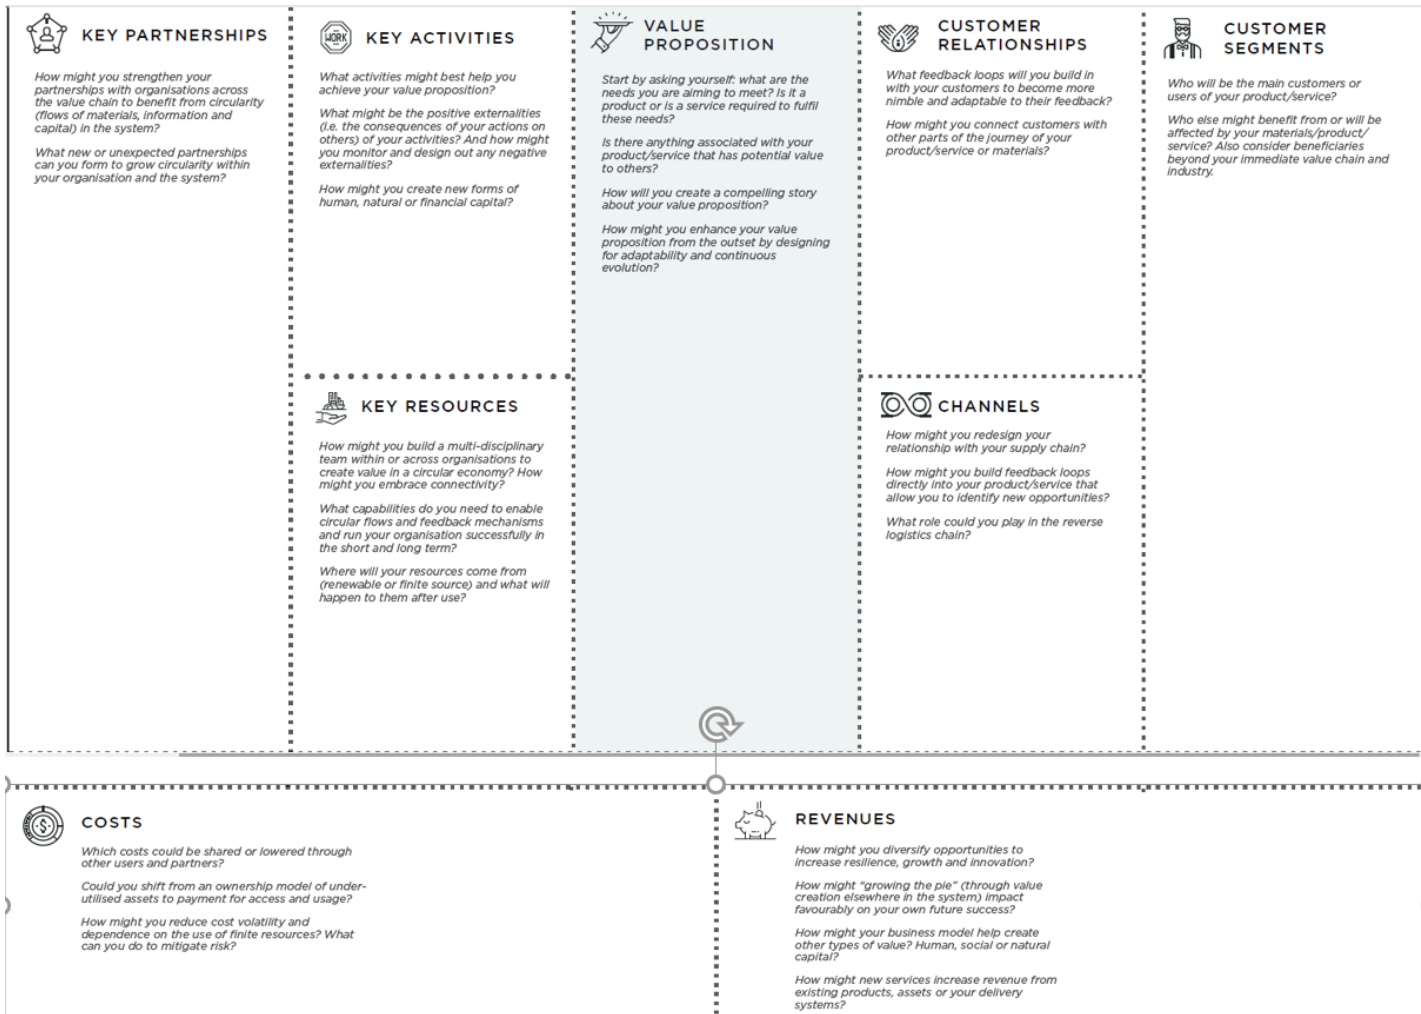 KEY PARTNERSHIPS
How might you strengthen your
partnerships with organisations across
the value chain to benefit from circularity
(flows of materials, information and
capital) in the system?
What new or unexpected partnerships
can you form to grow circularity within
your organisation and the system?
WORK
KEY ACTIVITIES
What activities might best help you
achieve your value proposition?
What might be the positive externalities
(i.e. the consequences of your actions on
others) of your activities? And how might
you monitor and design out any negative
externalities?
How might you create new forms of
human, natural or financial capital?
KEY RESOURCES
How might you build a multi-disciplinary
team within or across organisations to
create value in a circular economy? How
might you embrace connectivity?
What capabilities do you need to enable
circular flows and feedback mechanisms
and run your organisation successfully in
the short and long term?
Where will your resources come from
(renewable or finite source) and what will
happen to them after use?
VALUE
PROPOSITION
Start by asking yourself: what are the
needs you are aiming to meet? Is it a
product or is a service required to fulfil
these needs?
Is there anything associated with your
product/service that has potential value
to others?
How will you create a compelling story
about your value proposition?
How might you enhance your value
proposition from the outset by designing
for adaptability and continuous
evolution?
CUSTOMER
RELATIONSHIPS
What feedback loops will you build in
with your customers to become more
nimble and adaptable to their feedback?
How might you connect customers with
other parts of the journey of your
product/service or materials?
CHANNELS
How might you redesign your
relationship with your supply chain?
How might you build feedback loops
directly into your product/service that
allow you to identify new opportunities?
What role could you play in the reverse
logistics chain?
CUSTOMER
SEGMENTS
Who will be the main customers or
users of your product/service?
Who else might benefit from or will be
affected by your materials/product/
service? Also consider beneficiaries
beyond your immediate value chain and
industry.
$
COSTS
Which costs could be shared or lowered through
other users and partners?
Could you shift from an ownership model of under-
utilised assets to payment for access and usage?
How might you reduce cost volatility and
dependence on the use of finite resources? What
can you do to mitigate risk?
REVENUES
How might you diversify opportunities to
increase resilience, growth and innovation?
How might “growing the pie” (through value
creation elsewhere in the system) impact
favourably on your own future success?
How might your business model help create
other types of value? Human, social or natural
capital?
How might new services increase revenue from
existing products, assets or your delivery
systems?